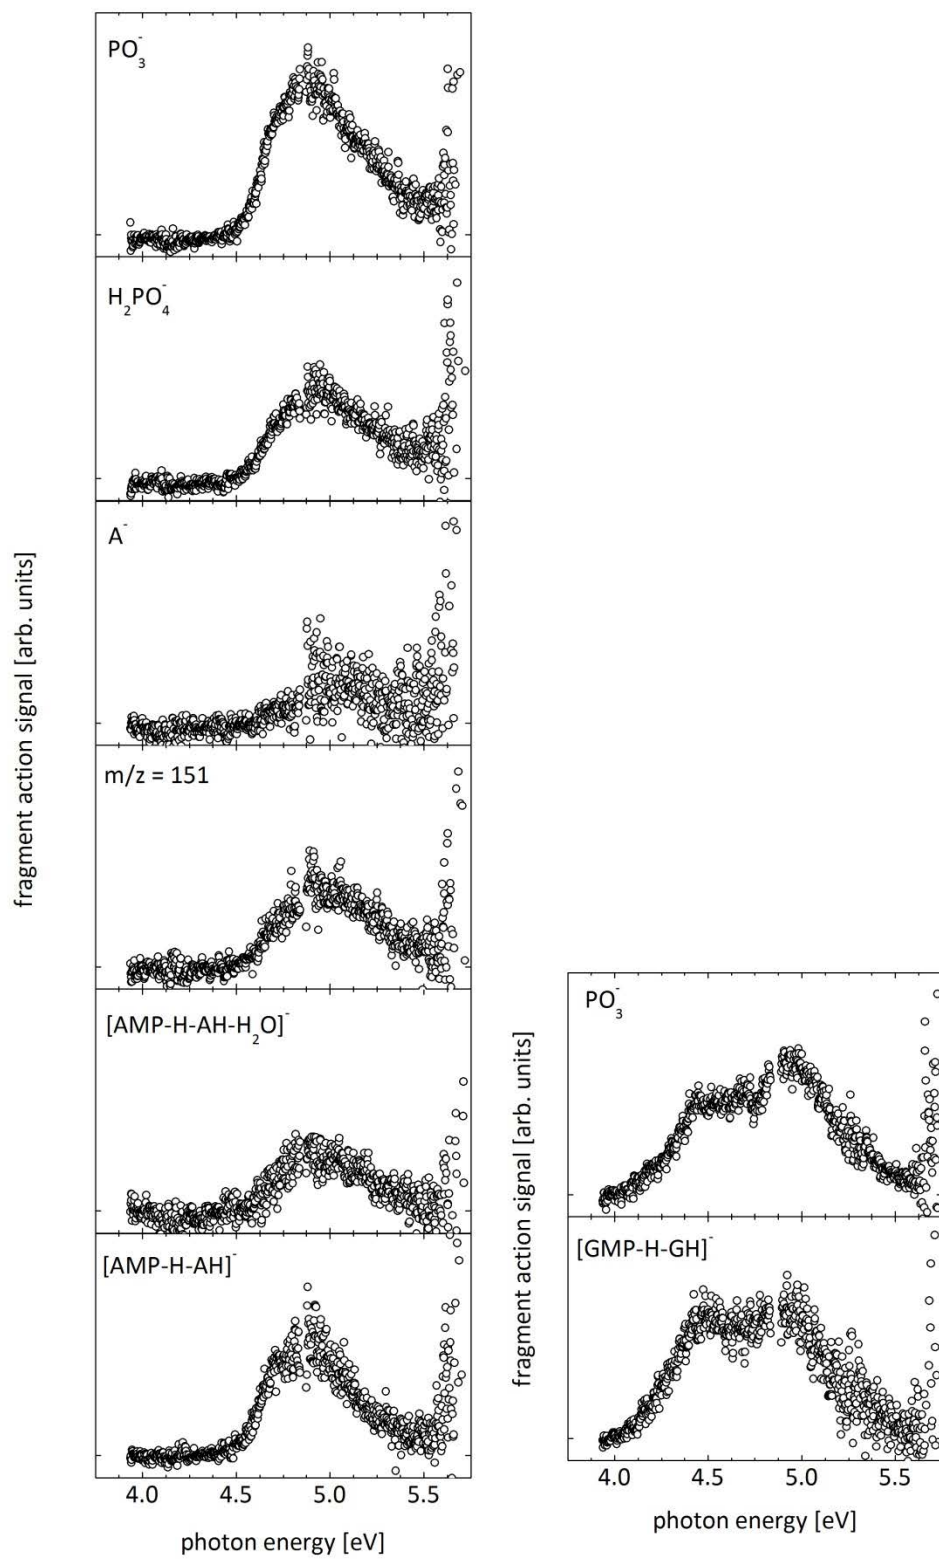 PO₃⁻
H₂PO₄⁻
A⁻
m/z = 151
[AMP-H-AH-H₂O]⁻
[AMP-H-AH]⁻
4.0 4.5 5.0 5.5
photon energy [eV]
fragment action signal [arb. units]
PO₃⁻
[GMP-H-GH]⁻
4.0 4.5 5.0 5.5
photon energy [eV]
fragment action signal [arb. units]